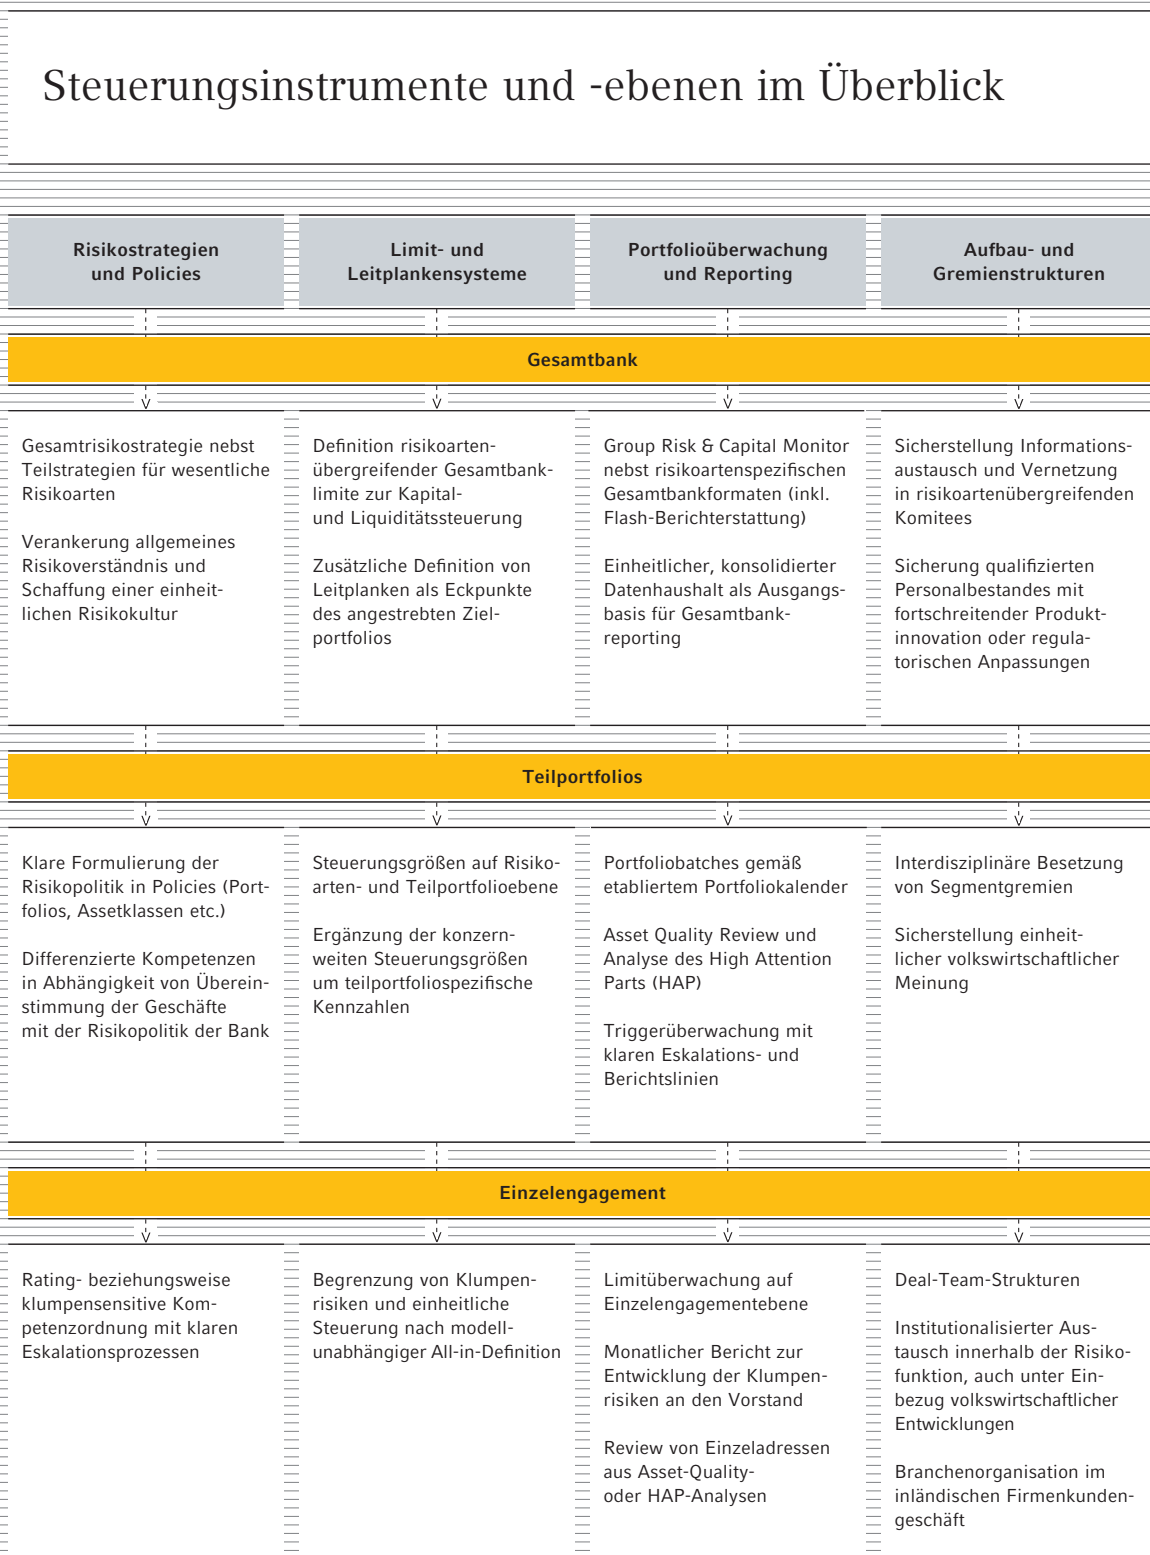 Steuerungsinstrumente und -ebenen im Überblick
Risikostrategien
und Policies
Limit- und
Leitplankensysteme
Portfolioüberwachung
und Reporting
Aufbau- und
Gremienstrukturen
Gesamtbank
Gesamtrisikostrategie nebst
Teilstrategien für wesentliche
Risikoarten
Verankerung allgemeines
Risikoverständnis und
Schaffung einer einheit-
lichen Risikokultur
Definition risikoarten-
übergreifender Gesamtbank-
limite zur Kapital-
und Liquiditätssteuerung
Zusätzliche Definition von
Leitplanken als Eckpunkte
des angestrebten Ziel-
portfolios
Group Risk & Capital Monitor
nebst risikoartenspezifischen
Gesamtbankformaten (inkl.
Flash-Berichterstattung)
Einheitlicher, konsolidierter
Datenhaushalt als Ausgangs-
basis für Gesamtbank-
reporting
Sicherstellung Informations-
austausch und Vernetzung
in risikoartenübergreifenden
Komitees
Sicherung qualifizierten
Personalbestandes mit
fortschreitender Produkt-
innovation oder regula-
torischen Anpassungen
Teilportfolios
Klare Formulierung der
Risikopolitik in Policies (Port-
folios, Assetklassen etc.)
Differenzierte Kompetenzen
in Abhängigkeit von Überein-
stimmung der Geschäfte
mit der Risikopolitik der Bank
Steuerungsgrößen auf Risiko-
arten- und Teilportfolioebene
Ergänzung der konzern-
weiten Steuerungsgrößen
um teilportfoliospezifische
Kennzahlen
Portfoliobatches gemäß
etabliertem Portfoliokalender
Asset Quality Review und
Analyse des High Attention
Parts (HAP)
Triggerüberwachung mit
klaren Eskalations- und
Berichtslinien
Interdisziplinäre Besetzung
von Segmentgremien
Sicherstellung einheit-
licher volkswirtschaftlicher
Meinung
Einzelengagement
Rating- beziehungsweise
klumpensensitive Kom-
petenzordnung mit klaren
Eskalationsprozessen
Begrenzung von Klumpen-
risiken und einheitliche
Steuerung nach modell-
unabhängiger All-in-Definition
Limitüberwachung auf
Einzelengagementebene
Monatlicher Bericht zur
Entwicklung der Klumpen-
risiken an den Vorstand
Review von Einzeladressen
aus Asset-Quality-
oder HAP-Analysen
Deal-Team-Strukturen
Institutionalisierter Aus-
tausch innerhalb der Risiko-
funktion, auch unter Ein-
bezug volkswirtschaftlicher
Entwicklungen
Branchenorganisation im
inländischen Firmenkunden-
geschäft